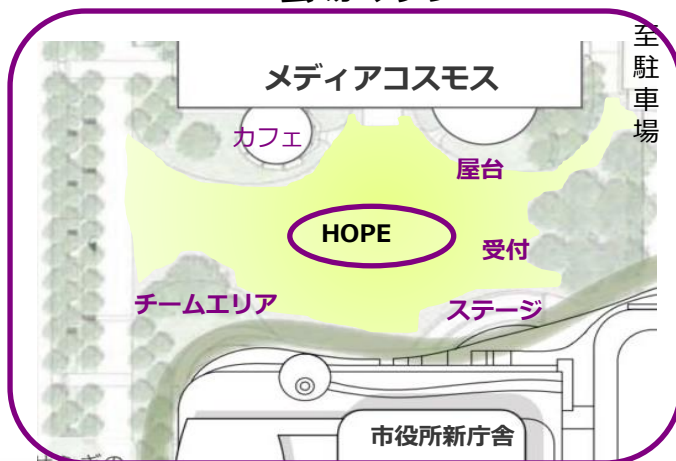 メディアコスモス
至駐車場
カフェ
屋台
HOPE
受付
チームエリア
ステージ
市役所新庁舎